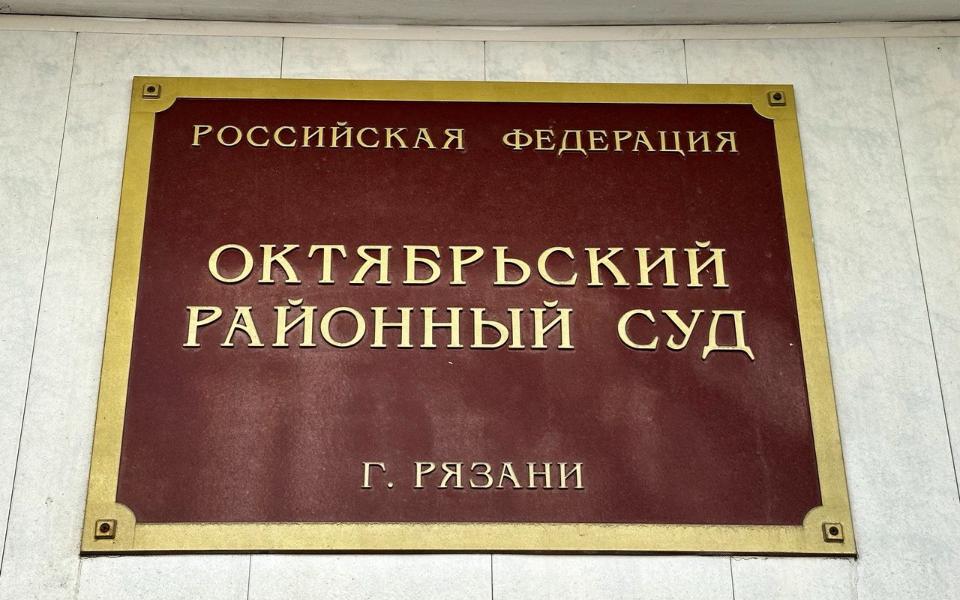 РОССИЙСКАЯ ФЕДЕРАЦИЯ
ОКТЯБРЬСКИЙ
РАЙОННЫЙ СУД
Г. РЯЗАНИ